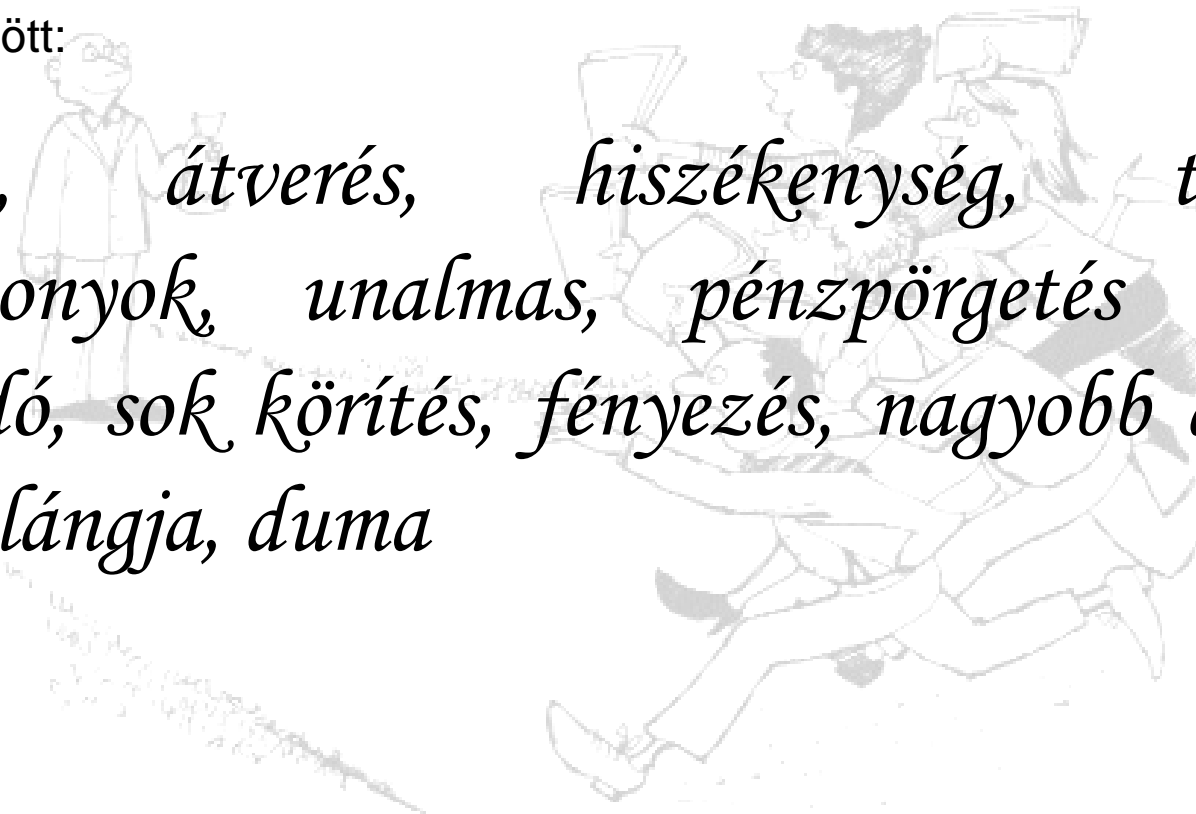 ött:
, átverés, hiszékenység, t
onyok, unalmas, pénzpörgetés
ló, sok körítés, fényezés, nagyobb
lángja, duma